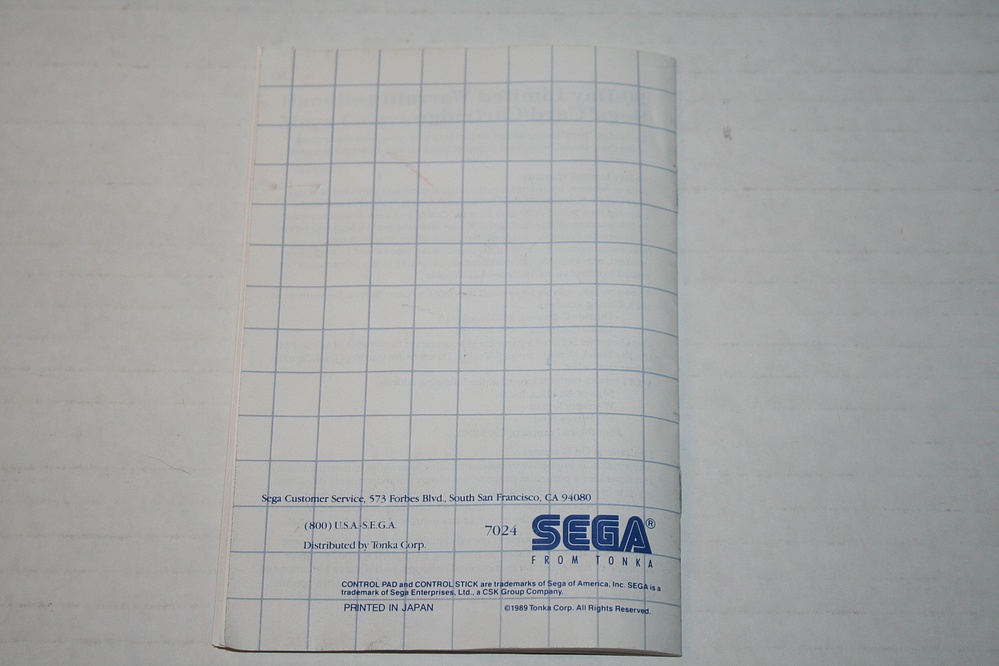 Sega Customer Service, 573 Forbes Blvd., South San Francisco, CA 94080
(800) U.S.A.-S.E.G.A.
7024
SEGA®
Distributed by Tonka Corp.
FROM TONKA
CONTROL PAD and CONTROL STICK are trademarks of Sega of America, Inc. SEGA is a
trademark of Sega Enterprises, Ltd., a CSK Group Company.
PRINTED IN JAPAN
©1989 Tonka Corp. All Rights Reserved.